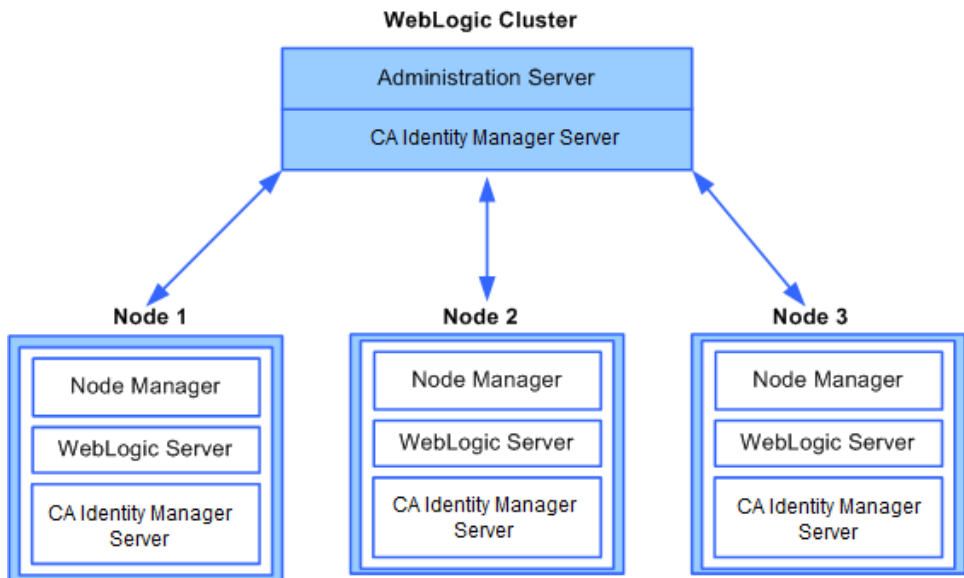 WebLogic Cluster
Administration Server
CA Identity Manager Server
Node 1
Node Manager
WebLogic Server
CA Identity Manager
Server
Node 2
Node Manager
WebLogic Server
CA Identity Manager
Server
Node 3
Node Manager
WebLogic Server
CA Identity Manager
Server